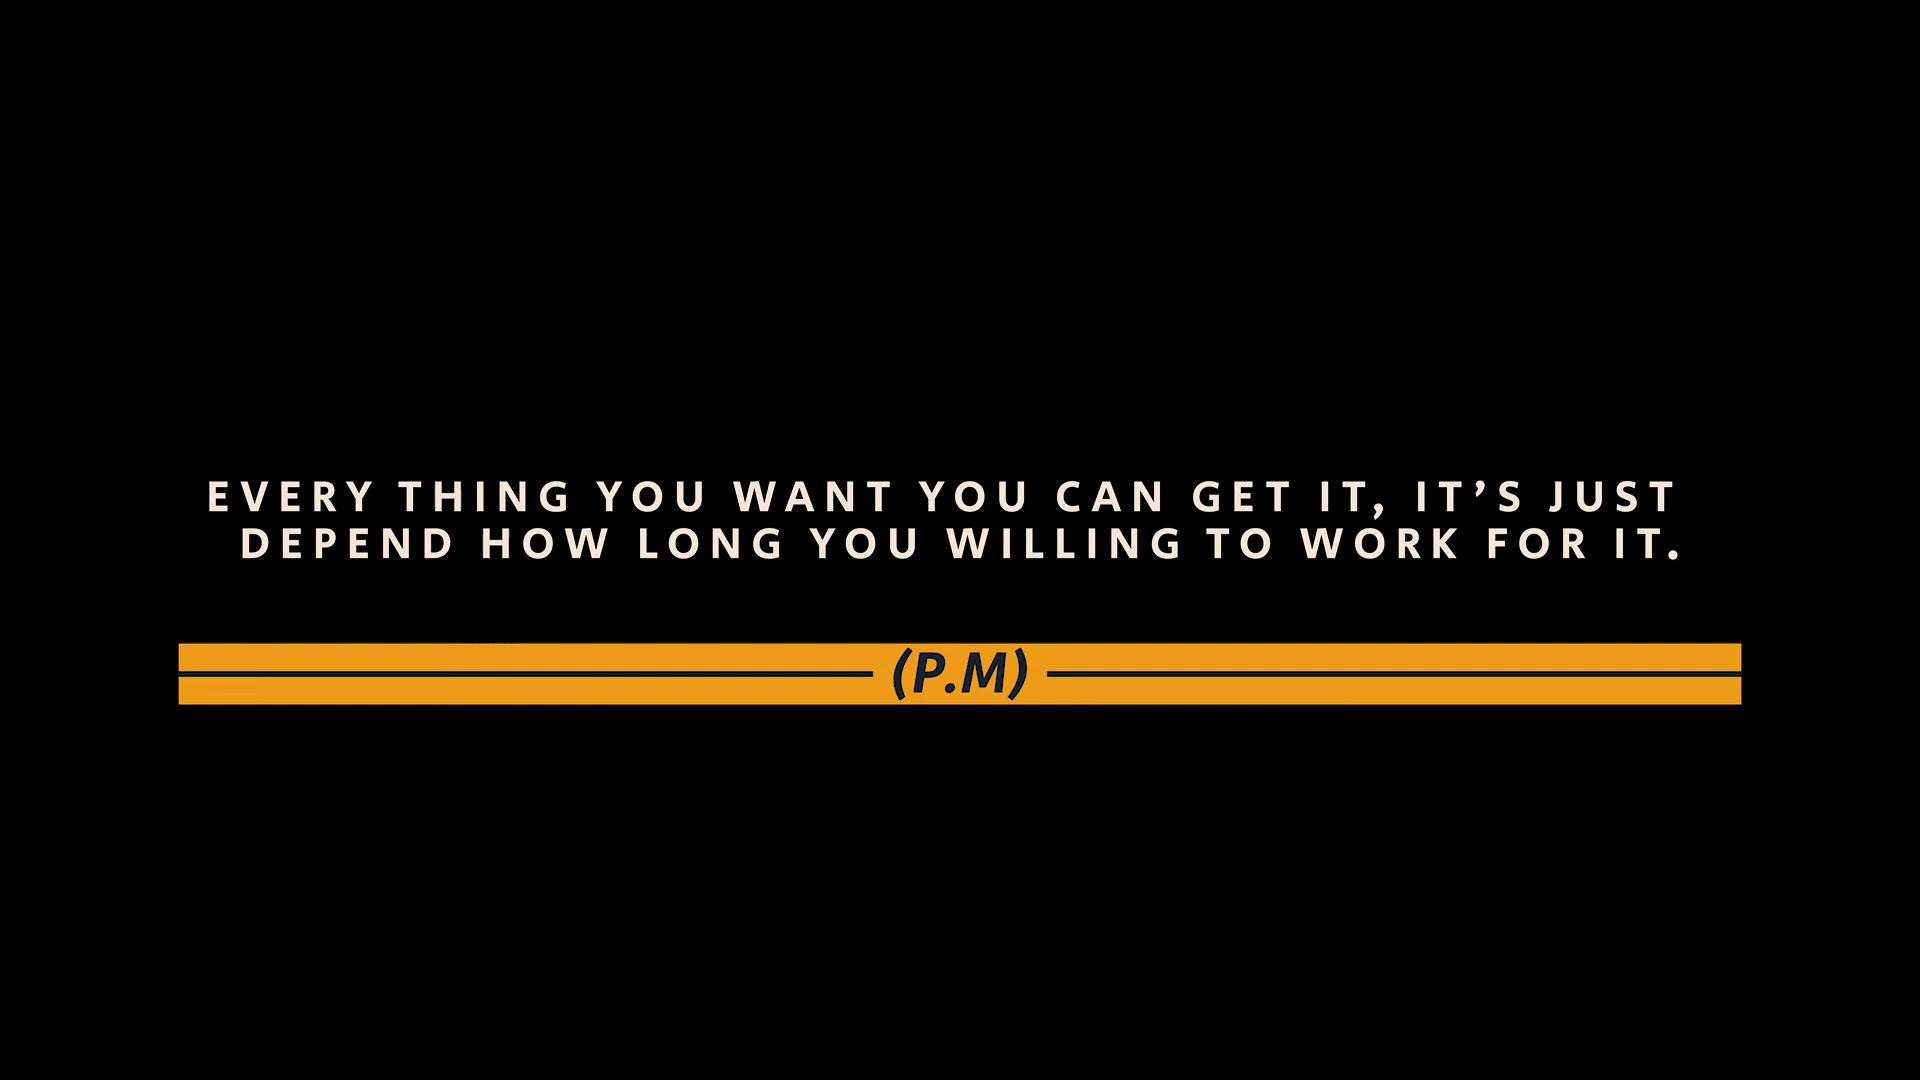 EVERY THING YOU WANT YOU CAN GET IT, IT’S JUST
DEPEND HOW LONG YOU WILLING TO WORK FOR IT.
(P.M)